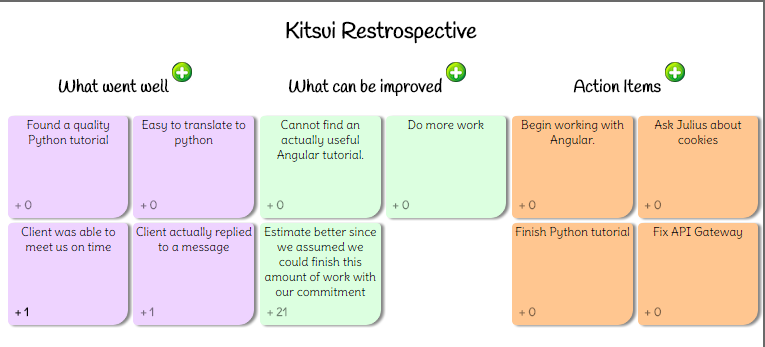 Kitsui Restrospective
What went well
What can be improved
Action Items
Found a quality
Python tutorial
+ 0
Easy to translate to
python
+ 0
Cannot find an
actually useful
Angular tutorial.
+ 0
Do more work
+ 0
Begin working with
Angular.
+ 0
Ask Julius about
cookies
+ 0
Client was able to
meet us on time
+ 1
Client actually replied
to a message
+ 1
Estimate better since
we assumed we
could finish this
amount of work with
our commitment
+ 21
Finish Python tutorial
+ 0
Fix API Gateway
+ 0